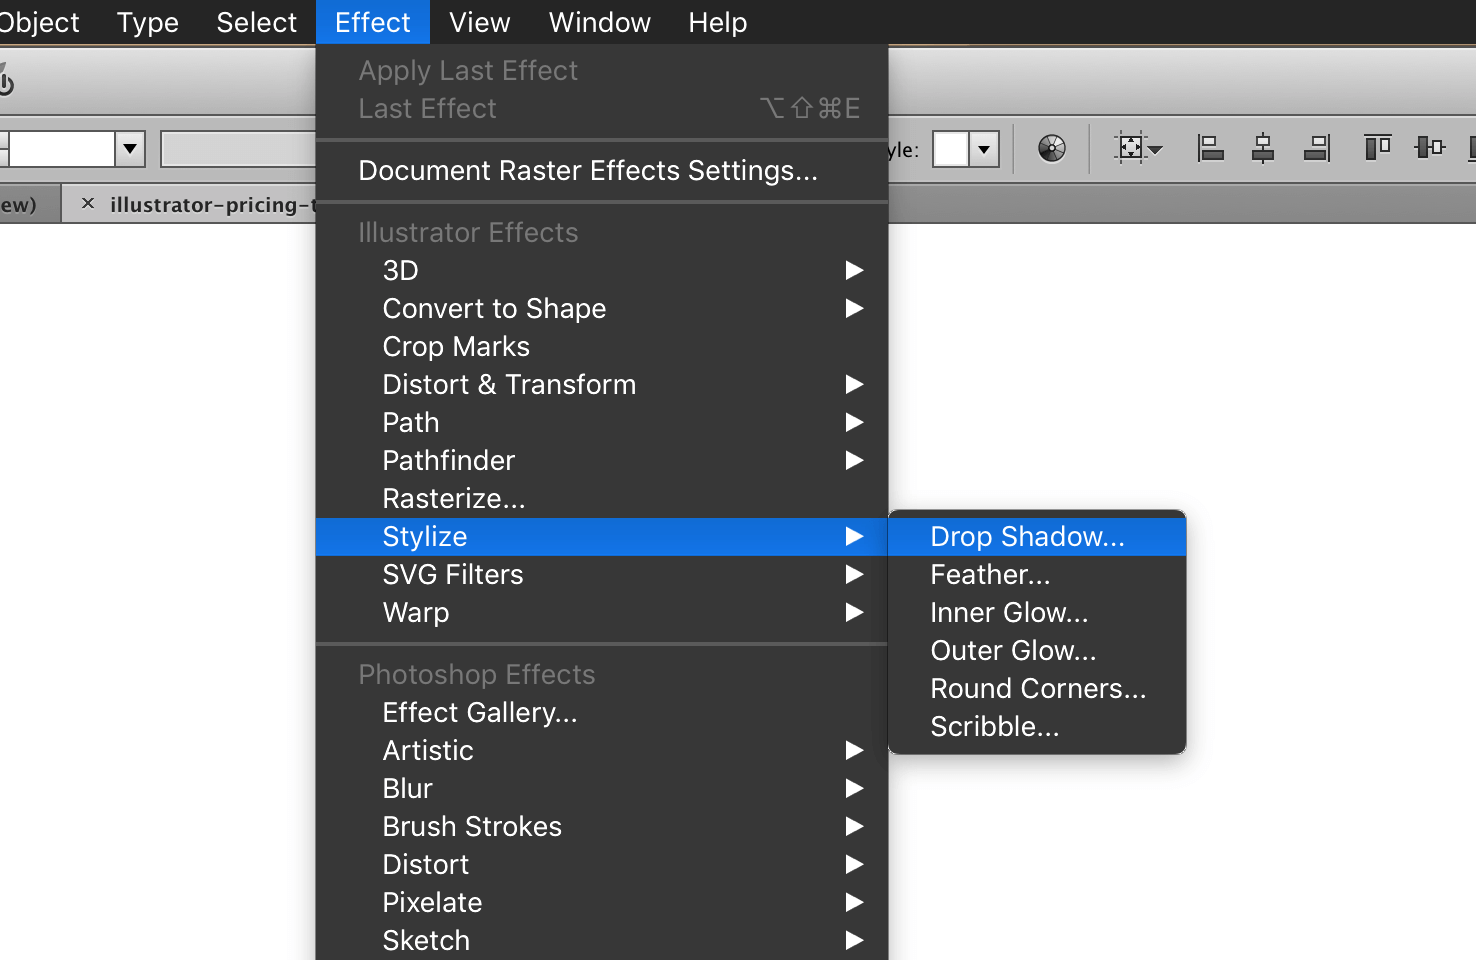 Object Type Select Effect View Window Help
Apply Last Effect
Last Effect ⌥⇧⌘E
yle:
Document Raster Effects Settings...
ew) × illustrator-pricing-t
Illustrator Effects
3D
Convert to Shape
Crop Marks
Distort & Transform
Path
Pathfinder
Rasterize...
Stylize
Drop Shadow...
SVG Filters
Feather...
Warp
Inner Glow...
Outer Glow...
Round Corners...
Scribble...
Photoshop Effects
Effect Gallery...
Artistic
Blur
Brush Strokes
Distort
Pixelate
Sketch